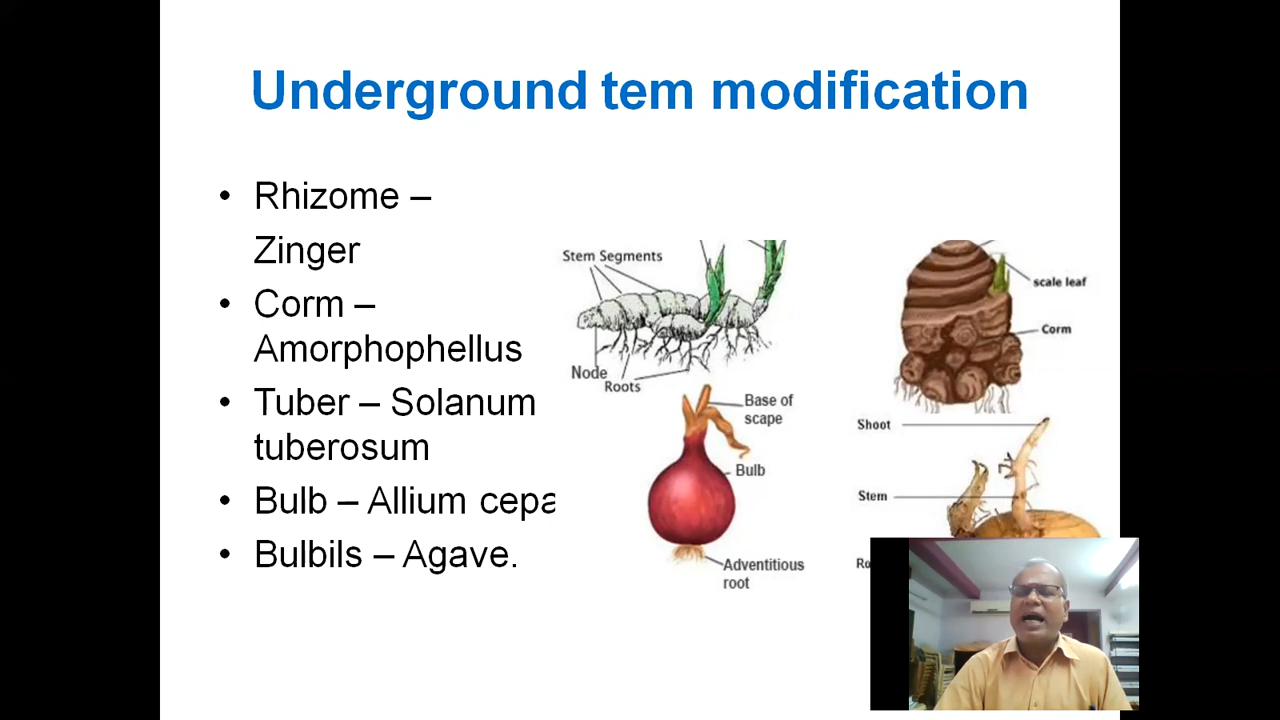 Underground tem modification
• Rhizome –
Zinger
• Corm –
Amorphophellus
• Tuber – Solanum
tuberosum
• Bulb – Allium cepa
• Bulbils – Agave.
Stem Segments
Node
Roots
scale leaf
Corm
Base of
scape
Bulb
Adventitious
root
Shoot
Stem